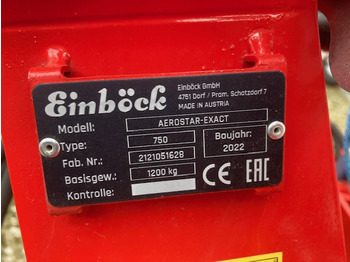 Einböck
Einböck GmbH
4751 Dorf / Pram. Schatzdorf 7
MADE IN AUSTRIA
Modell: AEROSTAR-EXACT
Type: 750
Baujahr: 2022
Fab. Nr.: 2121051628
Basisgew.: 1200 kg
Kontrolle:
CE EAC